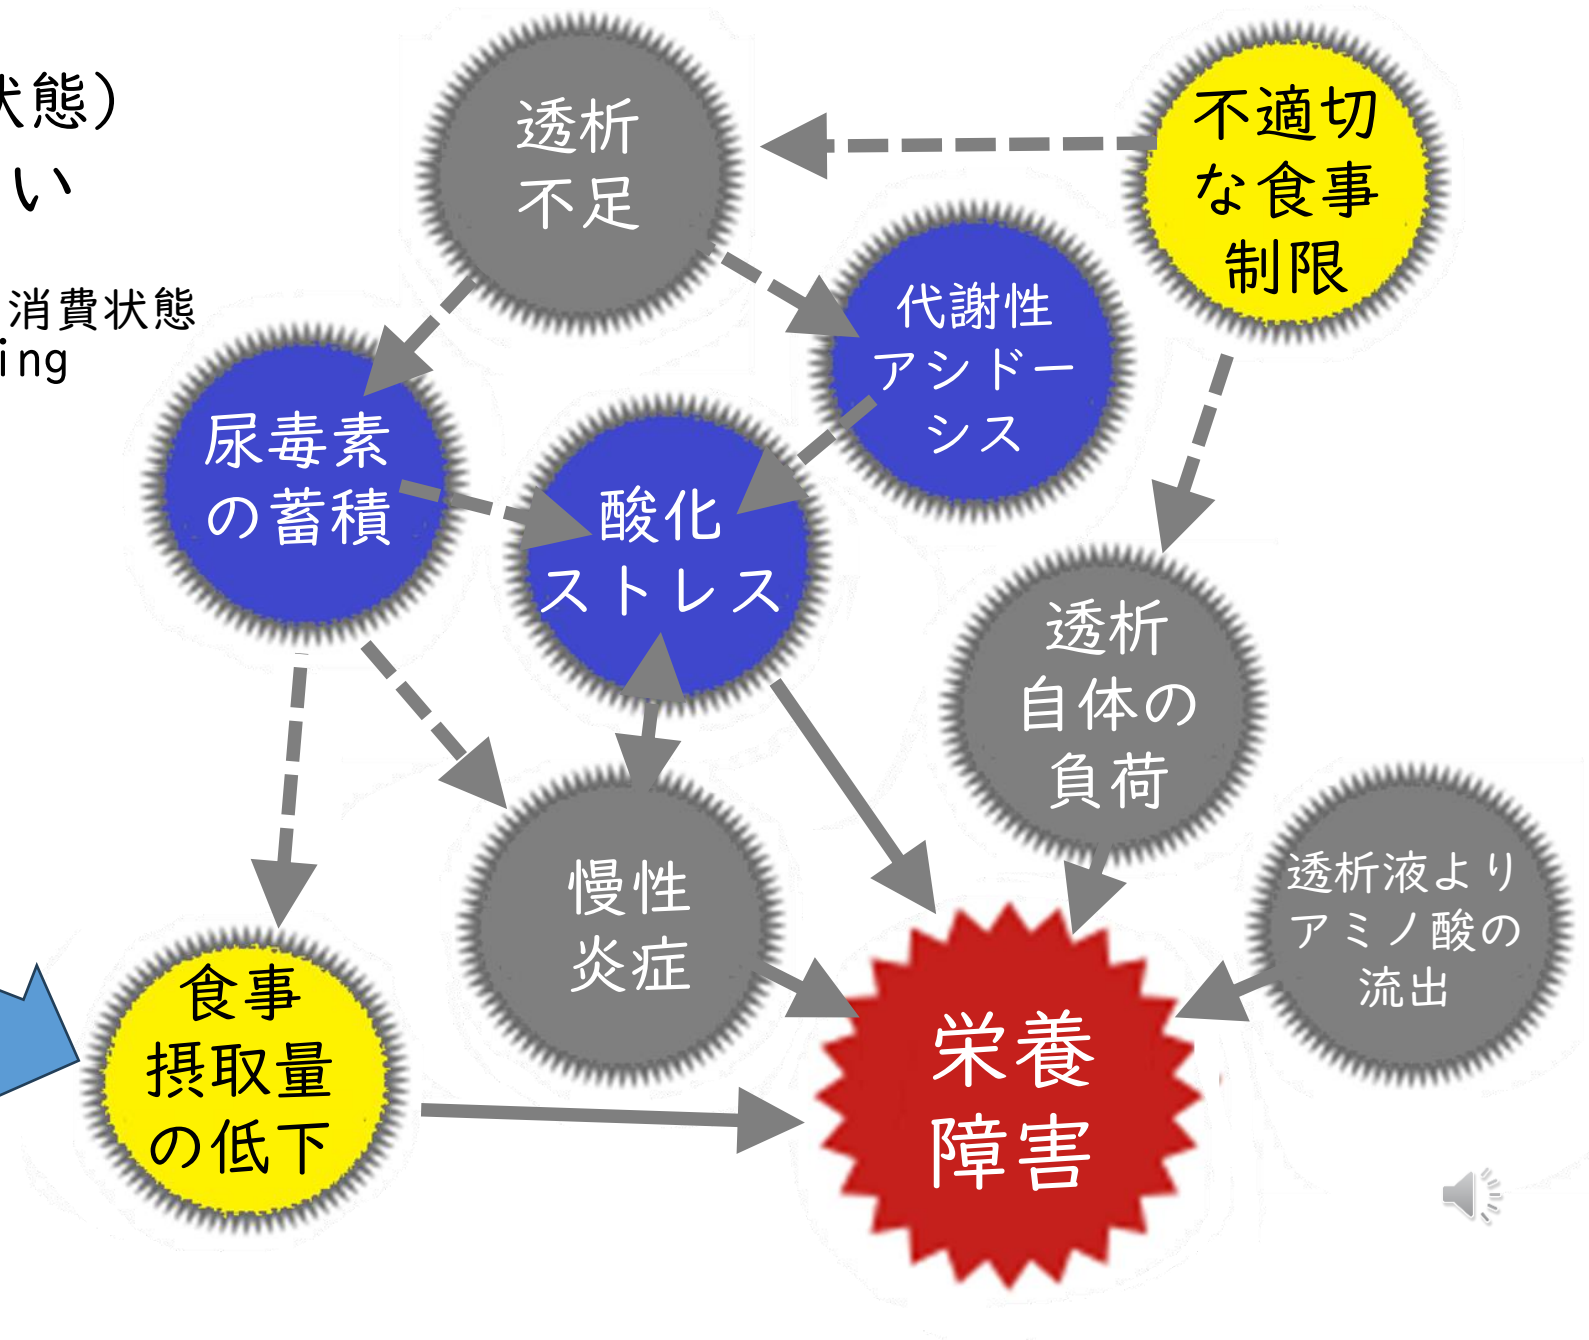 状態）
い
消費状態
ing
透析
不足
不適切
な食事
制限
代謝性
アシドー
シス
尿毒素
の蓄積
酸化
ストレス
透析
自体の
負荷
慢性
炎症
透析液より
アミノ酸の
流出
食事
摂取量
の低下
栄養
障害